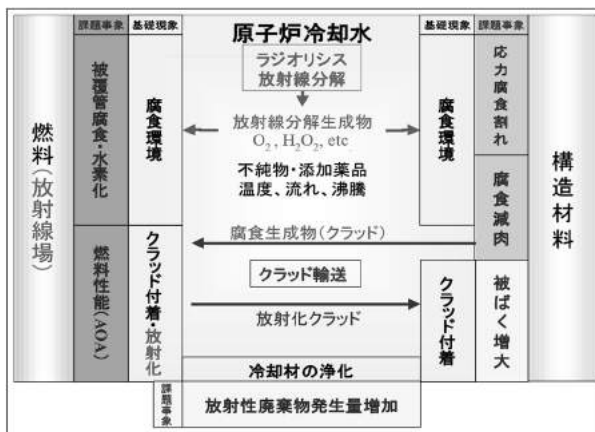 課題事象
基礎現象
原子炉冷却水
基礎現象
課題事象
燃料(放射線場)
被覆管腐食・水素化
腐食環境
ラジオリシス
放射線分解
放射線分解生成物
O2, H2O2, etc
不純物・添加薬品
温度、流れ、沸騰
腐食環境
応力腐食割れ
構造材料
腐食減肉
腐食生成物(クラッド)
燃料性能(AOA)
クラッド付着・放射化
クラッド輸送
放射化クラッド
クラッド付着
被ばく増大
冷却材の浄化
課題事象
放射性廃棄物発生量増加